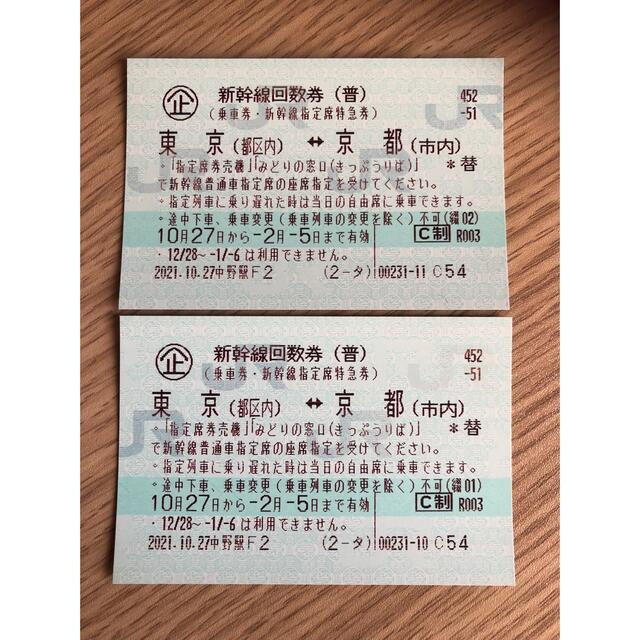 企 新幹線回数券(普) 452
(乗車券・新幹線指定席特急券) -51
東京(都区内) ↔ 京都(市内)
・「指定席券売機」「みどりの窓口(きっぷうりば)」 *替
で新幹線普通車指定席の座席指定を受けてください。
・指定列車に乗り遅れた時は当日の自由席に乗車できます。
・途中下車、乗車変更(乗車列車の変更を除く)不可(綴02)
10月27日から-2月-5日まで有効 C制 R003
・12/28~-1/-6は利用できません。
2021.10.27中野駅F2 (2-タ) 00231-11 C54
企 新幹線回数券(普) 452
(乗車券・新幹線指定席特急券) -51
東京(都区内) ↔ 京都(市内)
・「指定席券売機」「みどりの窓口(きっぷうりば)」 *替
で新幹線普通車指定席の座席指定を受けてください。
・指定列車に乗り遅れた時は当日の自由席に乗車できます。
・途中下車、乗車変更(乗車列車の変更を除く)不可(綴01)
10月27日から-2月-5日まで有効 C制 R003
・12/28~-1/-6は利用できません。
2021.10.27中野駅F2 (2-タ) 00231-10 C54